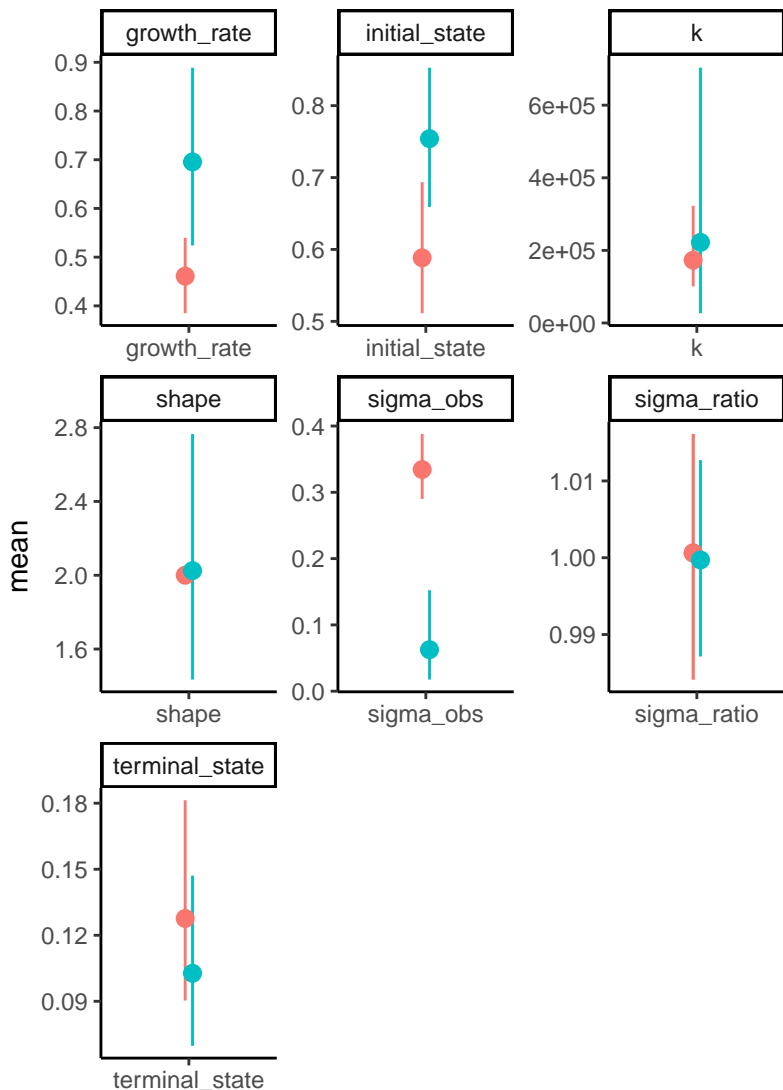 growth_rate
initial_state
k
0.9
0.8
0.7
0.6
0.5
0.4
0.8
0.7
0.6
0.5
6e+05
4e+05
2e+05
0e+00
growth_rate
initial_state
k
shape
sigma_obs
sigma_ratio
mean
2.8
2.4
2.0
1.6
0.4
0.3
0.2
0.1
0.0
1.01
1.00
0.99
shape
sigma_obs
sigma_ratio
terminal_state
0.18
0.15
0.12
0.09
terminal_state